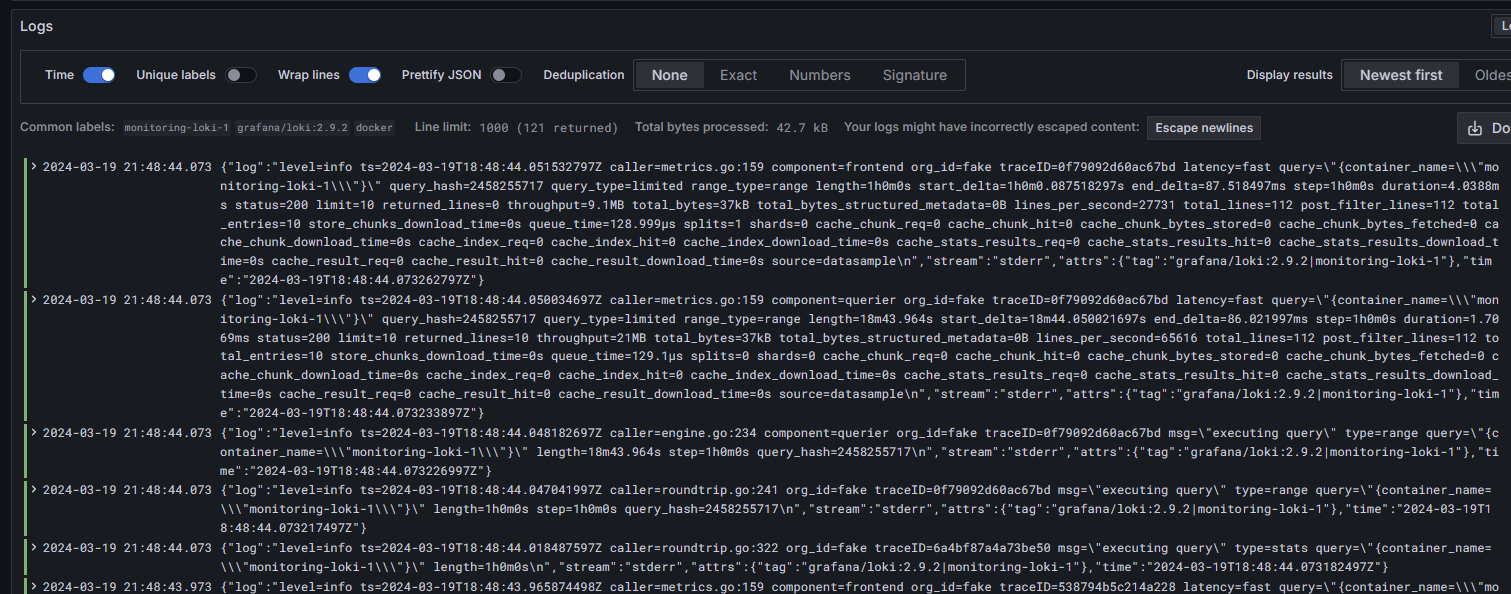 Logs
Lo
Time Unique labels Wrap lines Prettify JSON Deduplication None Exact Numbers Signature Display results Newest first Oldes
Common labels: monitoring-loki-1 grafana/loki:2.9.2 docker Line limit: 1000 (121 returned) Total bytes processed: 42.7 kB Your logs might have incorrectly escaped content: Escape newlines Do
> 2024-03-19 21:48:44.073 {"log":"level=info ts=2024-03-19T18:48:44.051532797Z caller=metrics.go:159 component=frontend org_id=fake traceID=0f79092d60ac67bd latency=fast query=\"{container_name=\\\"mo
nitoring-loki-1\\\"}\" query_hash=2458255717 query_type=limited range_type=range length=1h0m0s start_delta=1h0m0.087518297s end_delta=87.518497ms step=1h0m0s duration=4.0388m
s status=200 limit=10 returned_lines=0 throughput=9.1MB total_bytes=37kB total_bytes_structured_metadata=0B lines_per_second=27731 total_lines=112 post_filter_lines=112 total
_entries=10 store_chunks_download_time=0s queue_time=128.999µs splits=1 shards=0 cache_chunk_req=0 cache_chunk_hit=0 cache_chunk_bytes_stored=0 cache_chunk_bytes_fetched=0 ca
che_chunk_download_time=0s cache_index_req=0 cache_index_hit=0 cache_index_download_time=0s cache_stats_results_req=0 cache_stats_results_hit=0 cache_stats_results_download_t
ime=0s cache_result_req=0 cache_result_hit=0 cache_result_download_time=0s source=datasample\n","stream":"stderr","attrs":{"tag":"grafana/loki:2.9.2|monitoring-loki-1"},"tim
e":"2024-03-19T18:48:44.073262797Z"}
> 2024-03-19 21:48:44.073 {"log":"level=info ts=2024-03-19T18:48:44.050034697Z caller=metrics.go:159 component=querier org_id=fake traceID=0f79092d60ac67bd latency=fast query=\"{container_name=\\\"mon
itoring-loki-1\\\"}\" query_hash=2458255717 query_type=limited range_type=range length=18m43.964s start_delta=18m44.050021697s end_delta=86.021997ms step=1h0m0s duration=1.70
69ms status=200 limit=10 returned_lines=10 throughput=21MB total_bytes=37kB total_bytes_structured_metadata=0B lines_per_second=65616 total_lines=112 post_filter_lines=112 to
tal_entries=10 store_chunks_download_time=0s queue_time=129.1µs splits=0 shards=0 cache_chunk_req=0 cache_chunk_hit=0 cache_chunk_bytes_stored=0 cache_chunk_bytes_fetched=0 c
ache_chunk_download_time=0s cache_index_req=0 cache_index_hit=0 cache_index_download_time=0s cache_stats_results_req=0 cache_stats_results_hit=0 cache_stats_results_download_
time=0s cache_result_req=0 cache_result_hit=0 cache_result_download_time=0s source=datasample\n","stream":"stderr","attrs":{"tag":"grafana/loki:2.9.2|monitoring-loki-1"},"tim
e":"2024-03-19T18:48:44.073233897Z"}
> 2024-03-19 21:48:44.073 {"log":"level=info ts=2024-03-19T18:48:44.048182697Z caller=engine.go:234 component=querier org_id=fake traceID=0f79092d60ac67bd msg=\"executing query\" type=range query=\"{c
ontainer_name=\\\"monitoring-loki-1\\\"}\" length=18m43.964s step=1h0m0s query_hash=2458255717\n","stream":"stderr","attrs":{"tag":"grafana/loki:2.9.2|monitoring-loki-1"},"ti
me":"2024-03-19T18:48:44.073226997Z"}
> 2024-03-19 21:48:44.073 {"log":"level=info ts=2024-03-19T18:48:44.047041997Z caller=roundtrip.go:241 org_id=fake traceID=0f79092d60ac67bd msg=\"executing query\" type=range query=\"{container_name=
\\\"monitoring-loki-1\\\"}\" length=1h0m0s step=1h0m0s query_hash=2458255717\n","stream":"stderr","attrs":{"tag":"grafana/loki:2.9.2|monitoring-loki-1"},"time":"2024-03-19T1
8:48:44.073217497Z"}
> 2024-03-19 21:48:44.073 {"log":"level=info ts=2024-03-19T18:48:44.018487597Z caller=roundtrip.go:322 org_id=fake traceID=6a4bf87a4a73be50 msg=\"executing query\" type=stats query=\"{container_name=
\\\"monitoring-loki-1\\\"}\" length=1h0m0s\n","stream":"stderr","attrs":{"tag":"grafana/loki:2.9.2|monitoring-loki-1"},"time":"2024-03-19T18:48:44.073182497Z"}
> 2024-03-19 21:48:43.973 {"log":"level=info ts=2024-03-19T18:48:43.965874498Z caller=metrics.go:159 component=frontend org_id=fake traceID=538794b5c214a228 latency=fast query=\"{container_name=\\\"mo